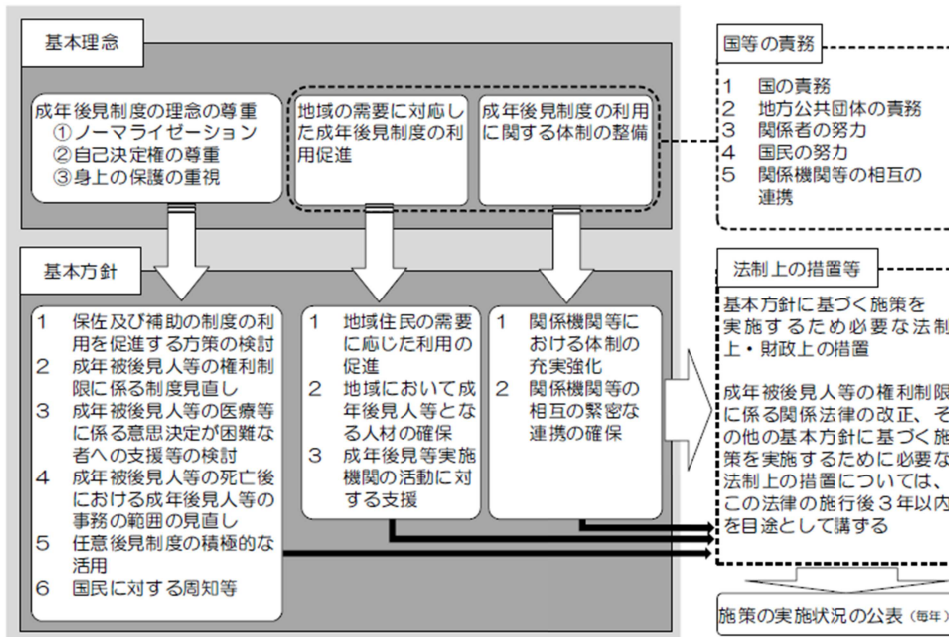 基本理念
成年後見制度の理念の尊重
①ノーマライゼーション
②自己決定権の尊重
③身上の保護の重視
地域の需要に対応し
た成年後見制度の利
用促進
成年後見制度の利用
に関する体制の整備
国等の責務
1 国の責務
2 地方公共団体の責務
3 関係者の努力
4 国民の努力
5 関係機関等の相互の
連携
基本方針
1 保佐及び補助の制度の利
用を促進する方策の検討
2 成年被後見人等の権利制
限に係る制度見直し
3 成年被後見人等の医療等
に係る意思決定が困難な
者への支援等の検討
4 成年被後見人等の死亡後
における成年後見人等の
事務の範囲の見直し
5 任意後見制度の積極的な
活用
6 国民に対する周知等
1 地域住民の需要
に応じた利用の
促進
2 地域において成
年後見人等とな
る人材の確保
3 成年後見等実施
機関の活動に対
する支援
1 関係機関等に
おける体制の
充実強化
2 関係機関等の
相互の緊密な
連携の確保
法制上の措置等
基本方針に基づく施策を
実施するため必要な法制
上・財政上の措置
成年被後見人等の権利制限
に係る関係法律の改正、そ
の他の基本方針に基づく施
策を実施するために必要な
法制上の措置については、
この法律の施行後3年以内
を目途として講ずる
施策の実施状況の公表(毎年)